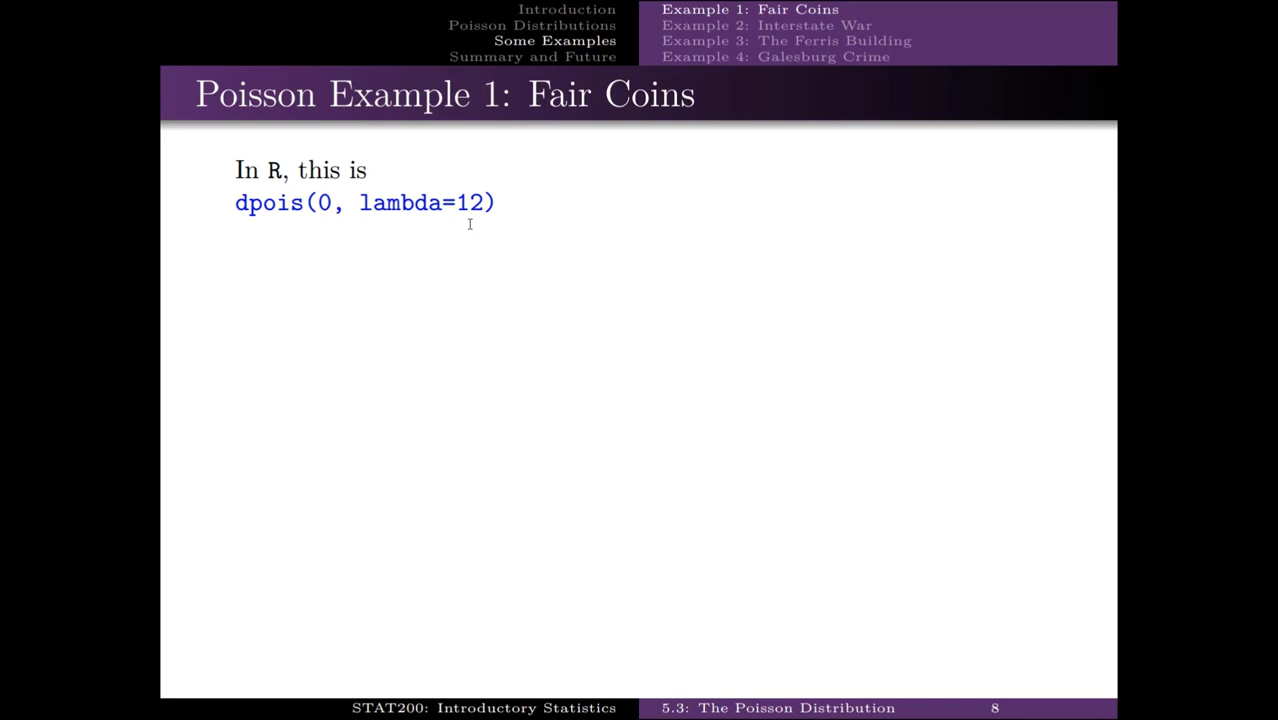 Introduction
Poisson Distributions
Some Examples
Summary and Future
Example 1: Fair Coins
Example 2: Interstate War
Example 3: The Ferris Building
Example 4: Galesburg Crime
Poisson Example 1: Fair Coins
In R, this is
dpois(0, lambda=12)
STAT200: Introductory Statistics
5.3: The Poisson Distribution
8